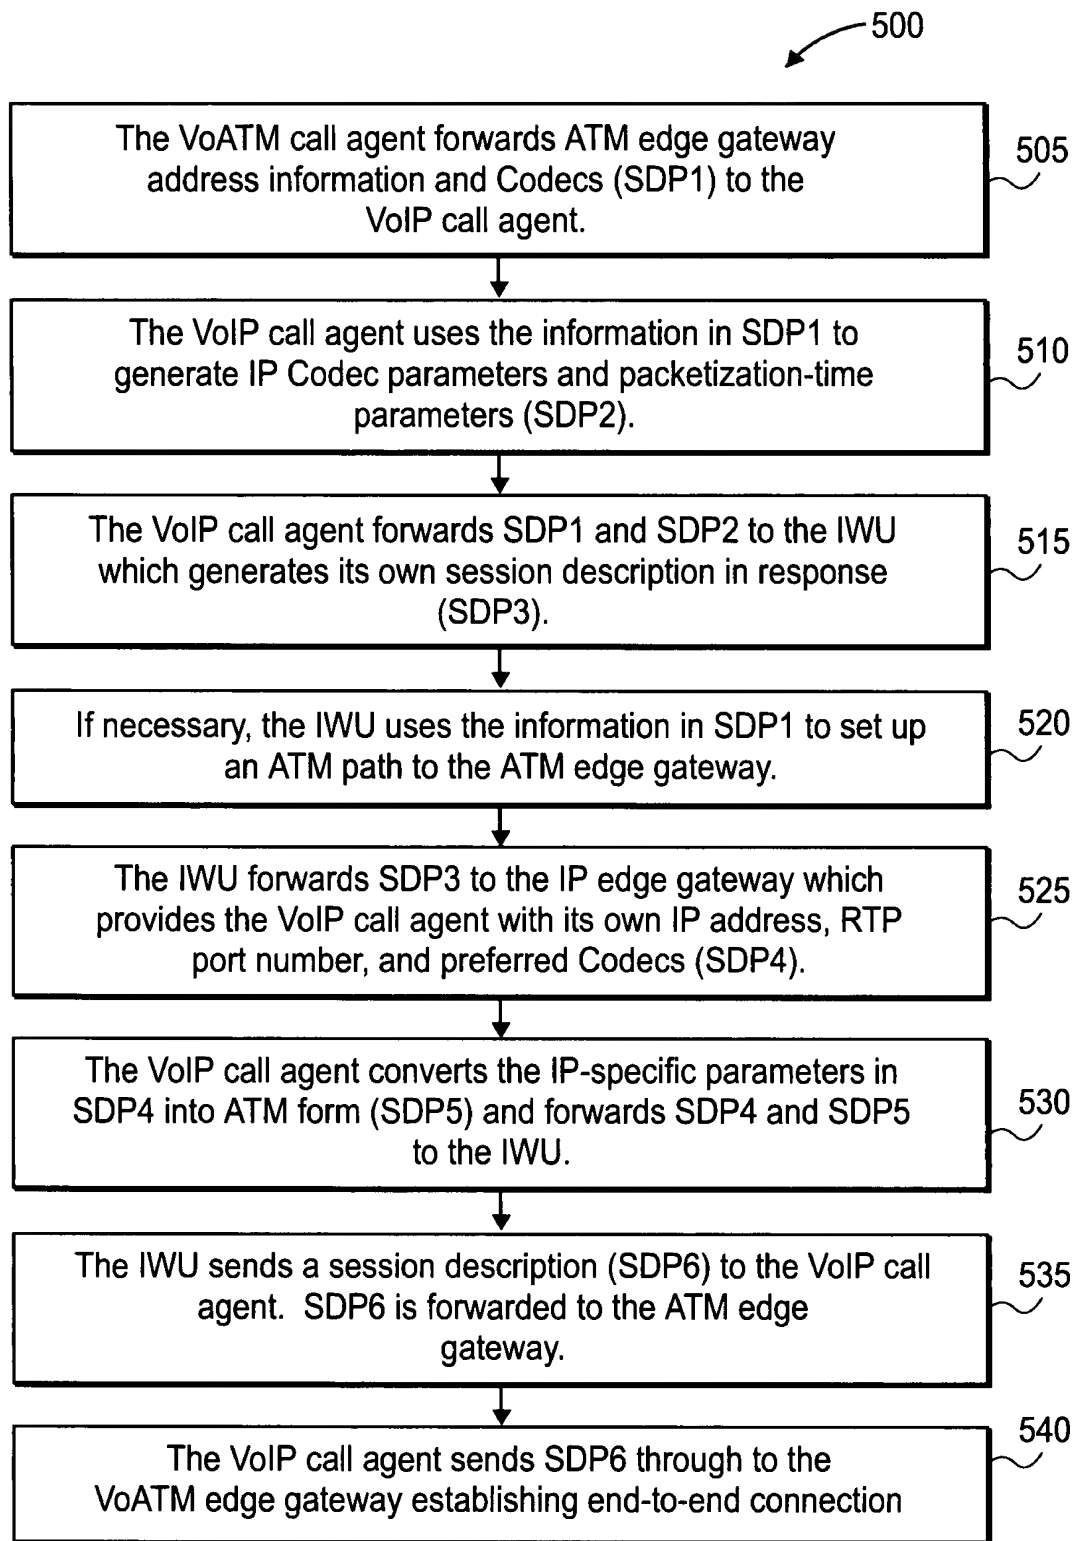 500
The VoATM call agent forwards ATM edge gateway
address information and Codecs (SDP1) to the
VoIP call agent.
505
The VoIP call agent uses the information in SDP1 to
generate IP Codec parameters and packetization-time
parameters (SDP2).
510
The VoIP call agent forwards SDP1 and SDP2 to the IWU
which generates its own session description in response
(SDP3).
515
If necessary, the IWU uses the information in SDP1 to set up
an ATM path to the ATM edge gateway.
520
The IWU forwards SDP3 to the IP edge gateway which
provides the VoIP call agent with its own IP address, RTP
port number, and preferred Codecs (SDP4).
525
The VoIP call agent converts the IP-specific parameters in
SDP4 into ATM form (SDP5) and forwards SDP4 and SDP5
to the IWU.
530
The IWU sends a session description (SDP6) to the VoIP call
agent.  SDP6 is forwarded to the ATM edge
gateway.
535
The VoIP call agent sends SDP6 through to the
VoATM edge gateway establishing end-to-end connection
540